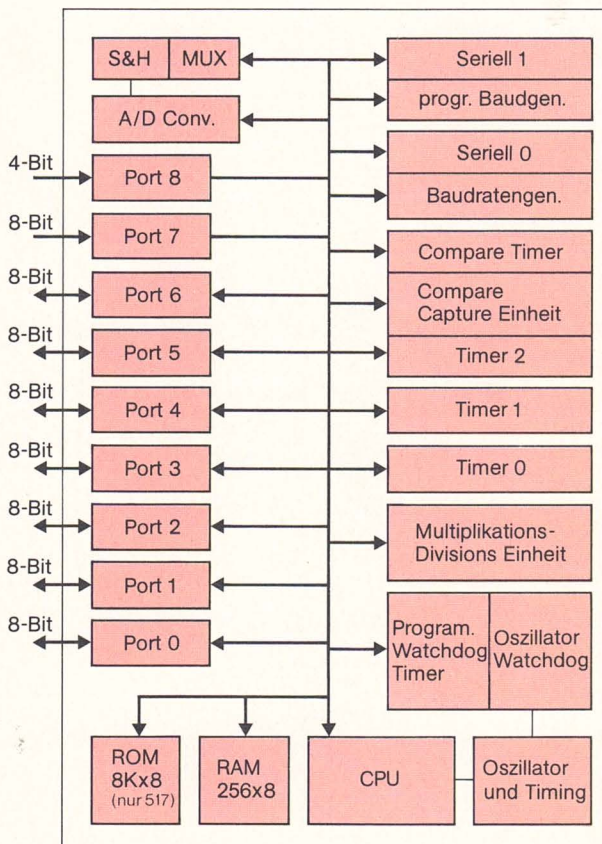 S&H
MUX
A/D Conv.
4-Bit
Port 8
8-Bit
Port 7
8-Bit
Port 6
8-Bit
Port 5
8-Bit
Port 4
8-Bit
Port 3
8-Bit
Port 2
8-Bit
Port 1
8-Bit
Port 0
Seriell 1
progr. Baudgen.
Seriell 0
Baudratengen.
Compare Timer
Compare
Capture Einheit
Timer 2
Timer 1
Timer 0
Multiplikations-
Divisions Einheit
Program.
Watchdog
Timer
Oszillator
Watchdog
ROM
8Kx8
(nur 517)
RAM
256x8
CPU
Oszillator
und Timing